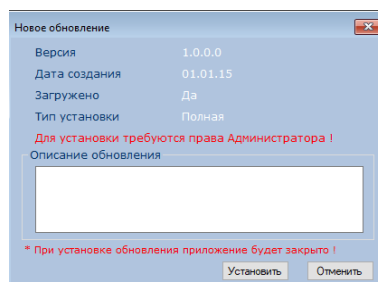 Новое обновление
Версия 1.0.0.0
Дата создания 01.01.15
Загружено Да
Тип установки Полная
Для установки требуются права Администратора !
Описание обновления
* При установке обновления приложение будет закрыто !
Установить Отменить